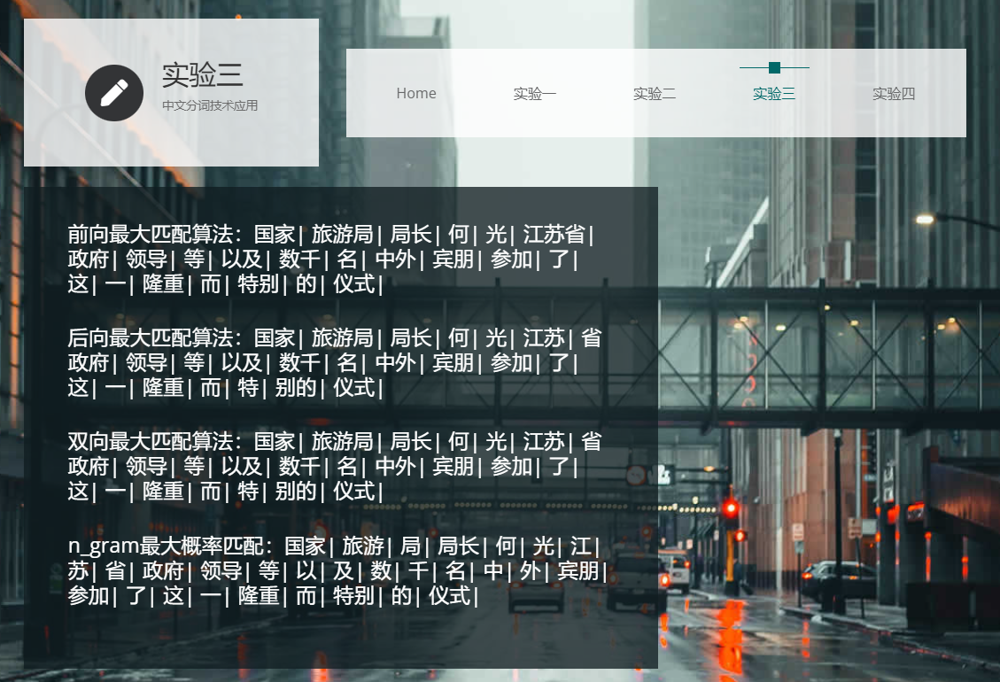 实验三
中文分词技术应用
Home
实验一
实验二
实验三
实验四
前向最大匹配算法：国家| 旅游局| 局长| 何| 光| 江苏省|
政府| 领导| 等| 以及| 数千| 名| 中外| 宾朋| 参加| 了|
这| 一| 隆重| 而| 特别| 的| 仪式|
后向最大匹配算法：国家| 旅游局| 局长| 何| 光| 江苏| 省
政府| 领导| 等| 以及| 数千| 名| 中外| 宾朋| 参加| 了|
这| 一| 隆重| 而| 特| 别的| 仪式|
双向最大匹配算法：国家| 旅游局| 局长| 何| 光| 江苏| 省
政府| 领导| 等| 以及| 数千| 名| 中外| 宾朋| 参加| 了|
这| 一| 隆重| 而| 特| 别的| 仪式|
n_gram最大概率匹配：国家| 旅游| 局| 局长| 何| 光| 江|
苏| 省| 政府| 领导| 等| 以| 及| 数| 千| 名| 中| 外| 宾朋|
参加| 了| 这| 一| 隆重| 而| 特别| 的| 仪式|